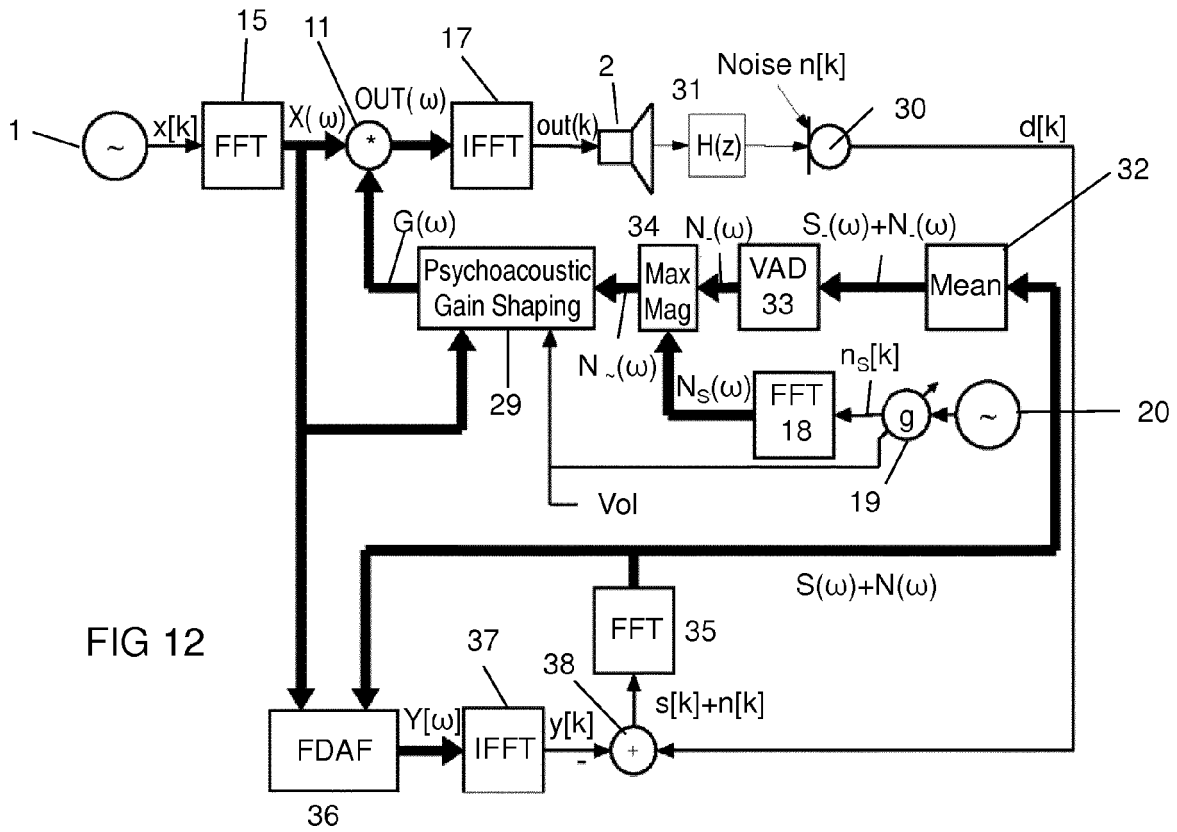 15
11
17
2
31
Noise n[k]
30
d[k]
1
~
x[k]
FFT
X( ω)
*
OUT( ω)
IFFT
out(k)
H(z)
32
G(ω)
Psychoacoustic
Gain Shaping
29
34
Max
Mag
N~(ω)
N-(ω)
VAD
33
S-(ω)+N-(ω)
Mean
NS(ω)
FFT
18
nS[k]
g
19
~
20
Vol
S(ω)+N(ω)
FIG 12
FFT
35
37
38
s[k]+n[k]
FDAF
36
Y[ω]
IFFT
y[k]
-
+